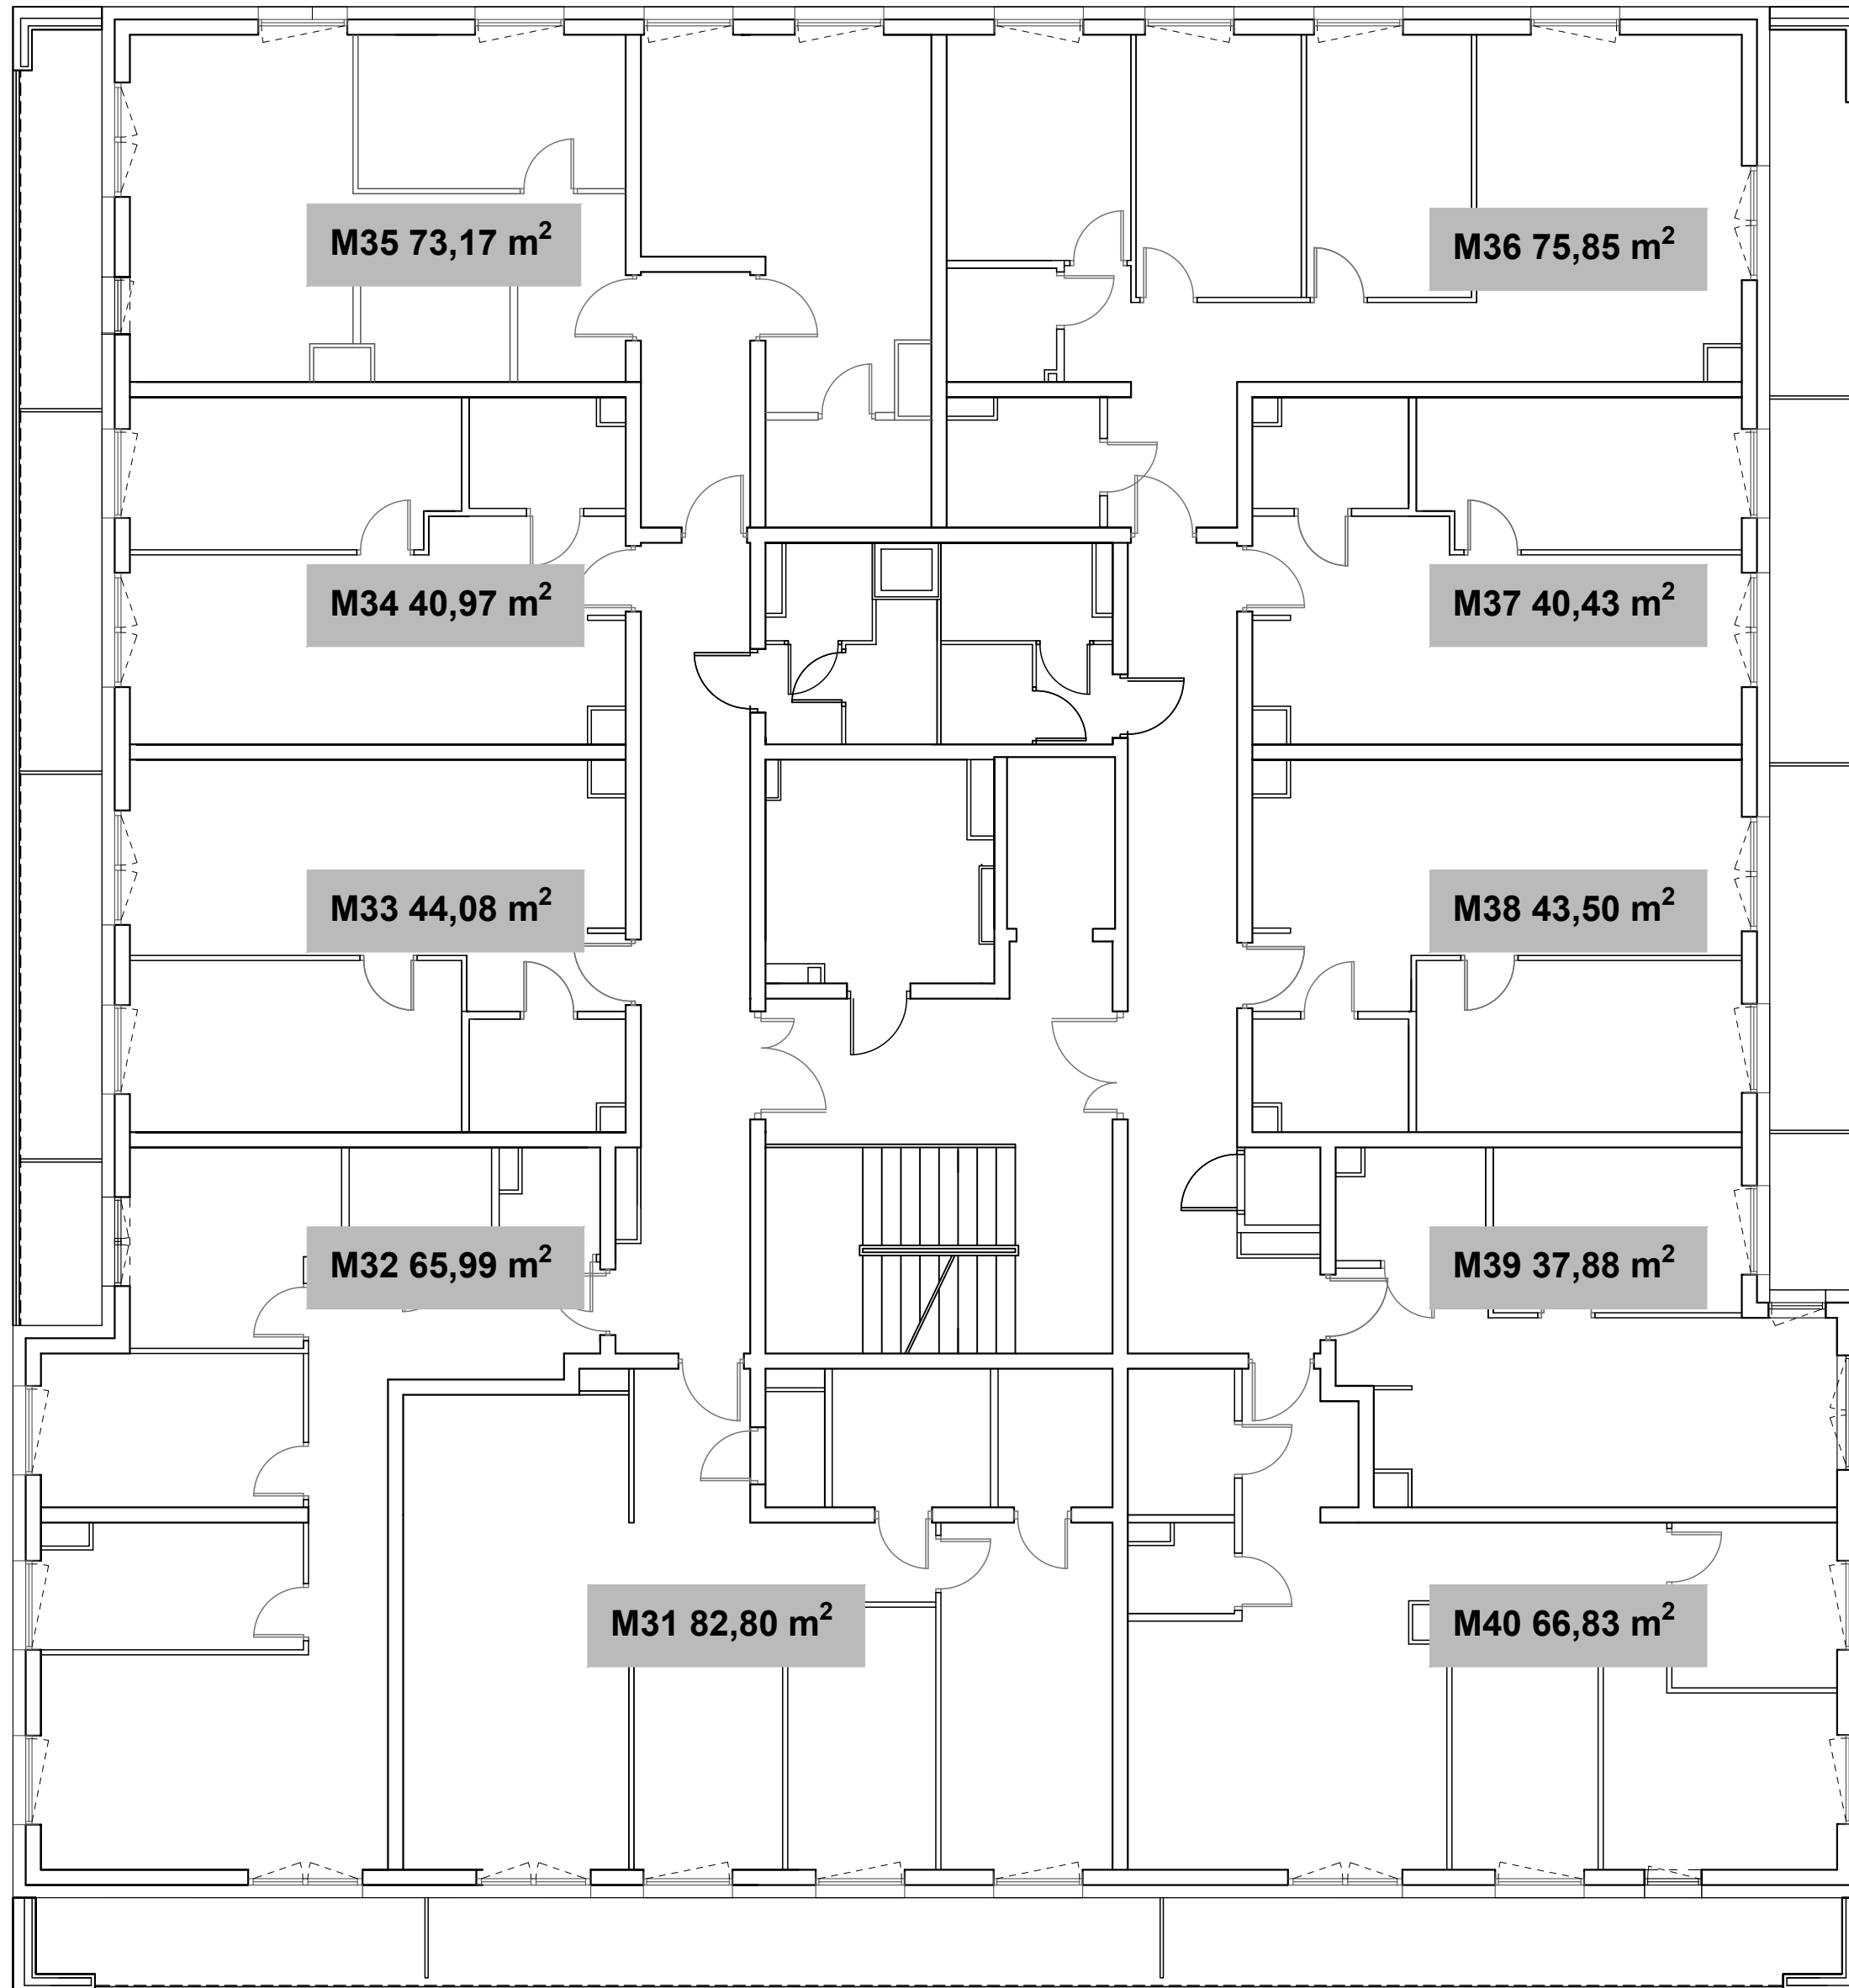 M35 73,17 m²
M36 75,85 m²
M34 40,97 m²
M37 40,43 m²
M33 44,08 m²
M38 43,50 m²
M32 65,99 m²
M39 37,88 m²
M31 82,80 m²
M40 66,83 m²